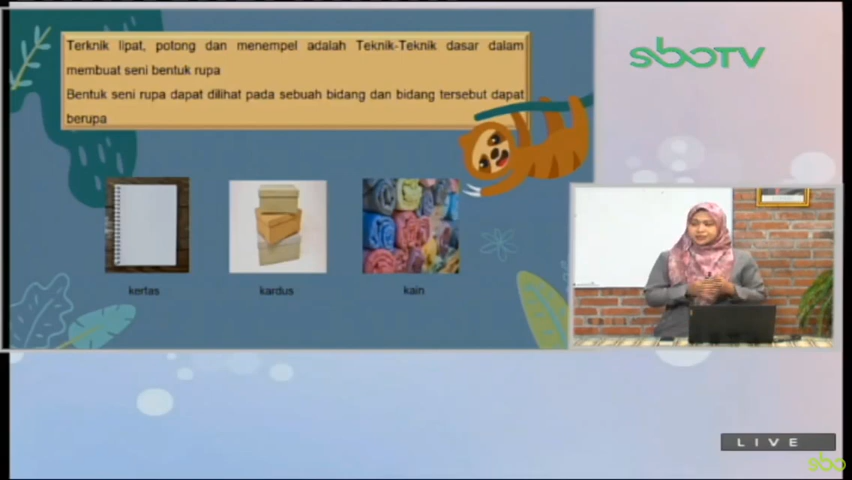 Terknik lipat, potong dan menempel adalah Teknik-Teknik dasar dalam
membuat seni bentuk rupa
Bentuk seni rupa dapat dilihat pada sebuah bidang dan bidang tersebut dapat
berupa
kertas
kardus
kain
sboTV
LIVE
sbo